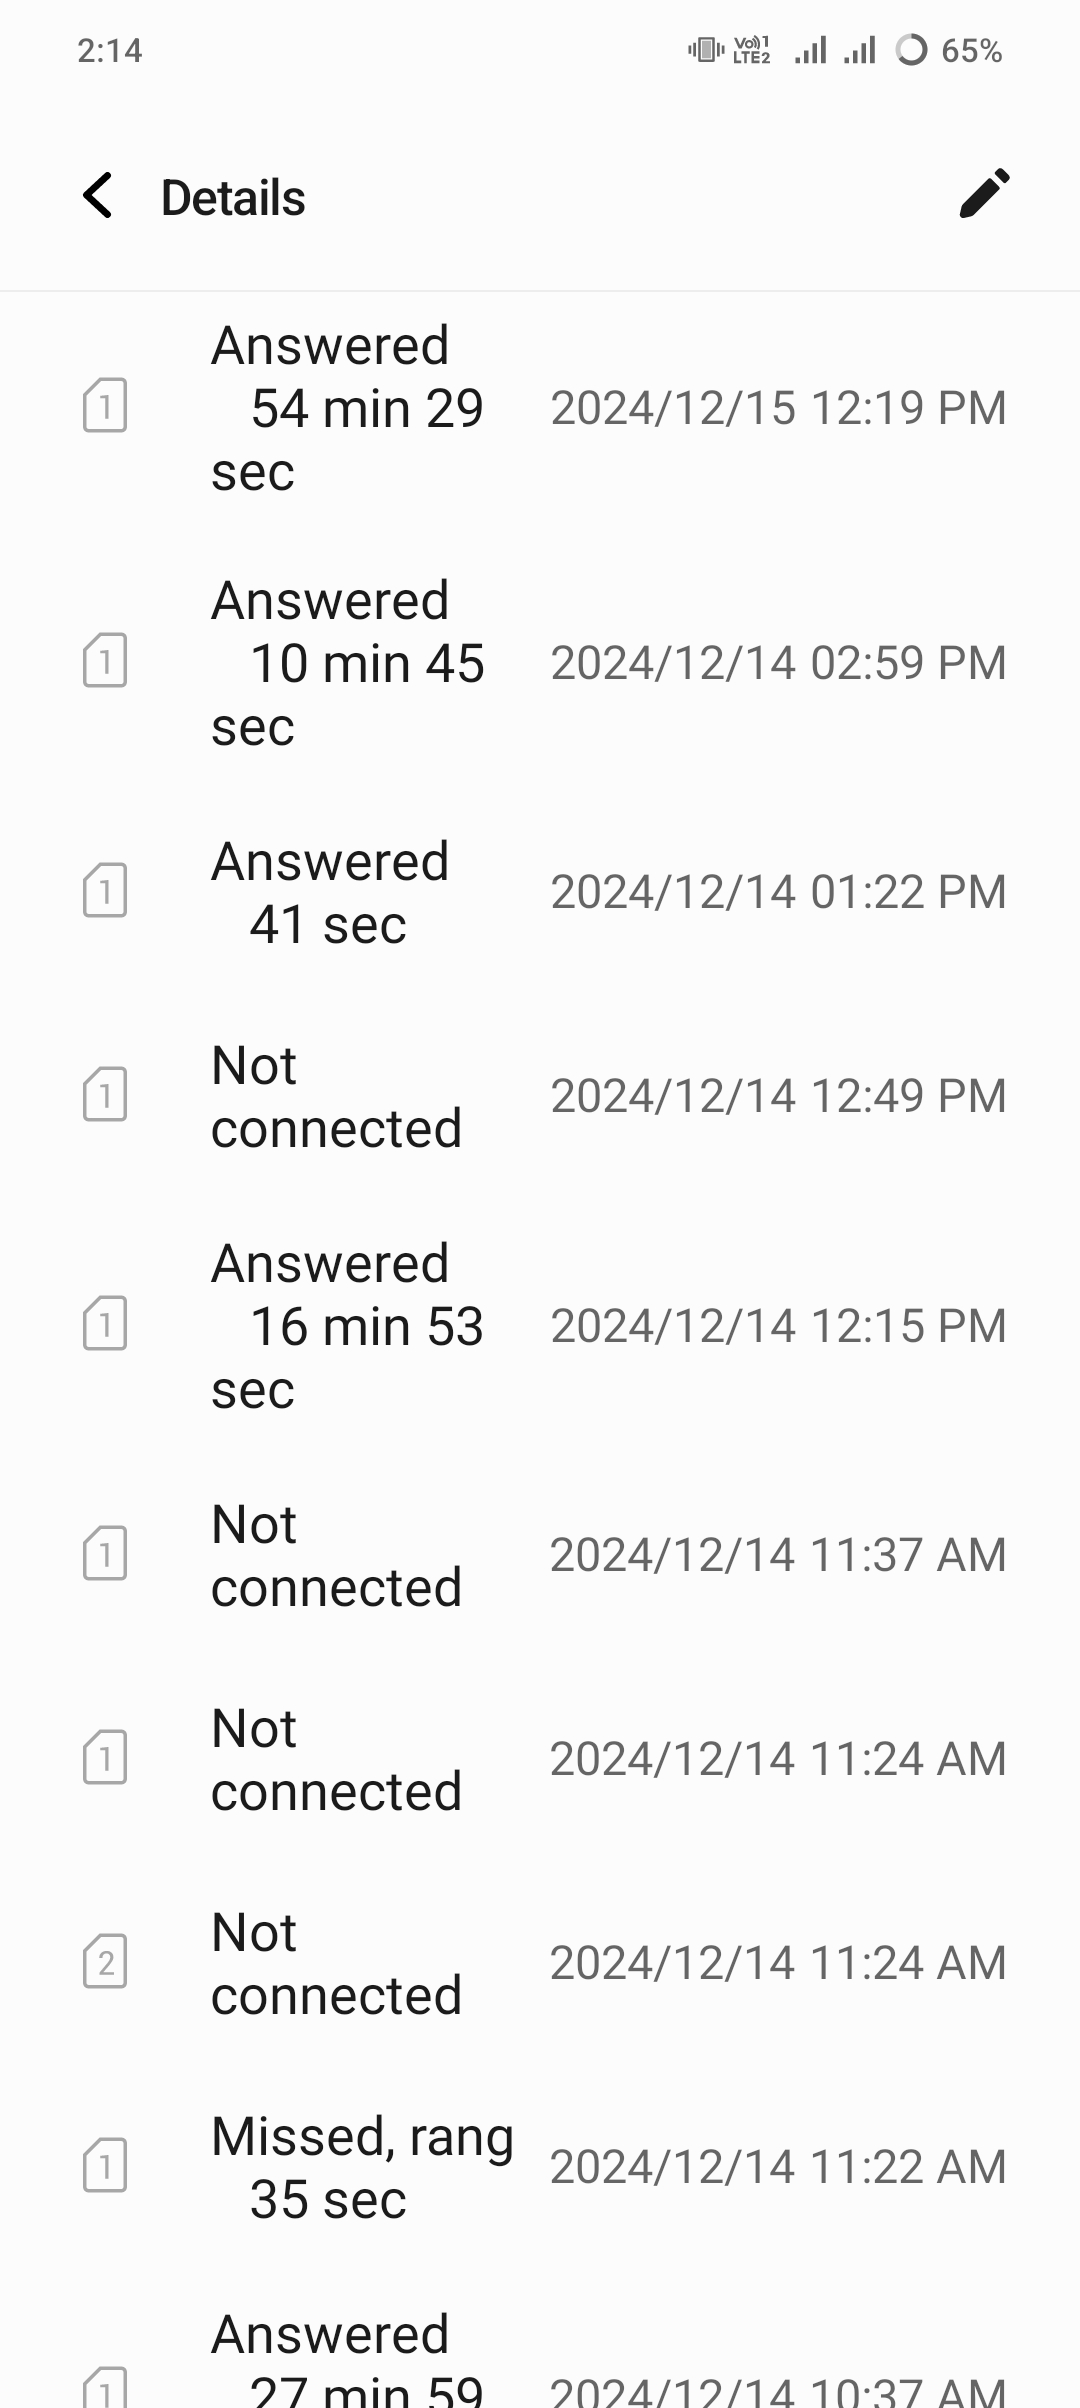 2:14 Vo) 1 LTE2 65%
Details
Answered
54 min 29
sec
1 2024/12/15 12:19 PM
Answered
10 min 45
sec
1 2024/12/14 02:59 PM
Answered
41 sec
1 2024/12/14 01:22 PM
Not
connected
1 2024/12/14 12:49 PM
Answered
16 min 53
sec
1 2024/12/14 12:15 PM
Not
connected
1 2024/12/14 11:37 AM
Not
connected
1 2024/12/14 11:24 AM
Not
connected
2 2024/12/14 11:24 AM
Missed, rang
35 sec
1 2024/12/14 11:22 AM
Answered
27 min 59
1 2024/12/14 10:37 AM